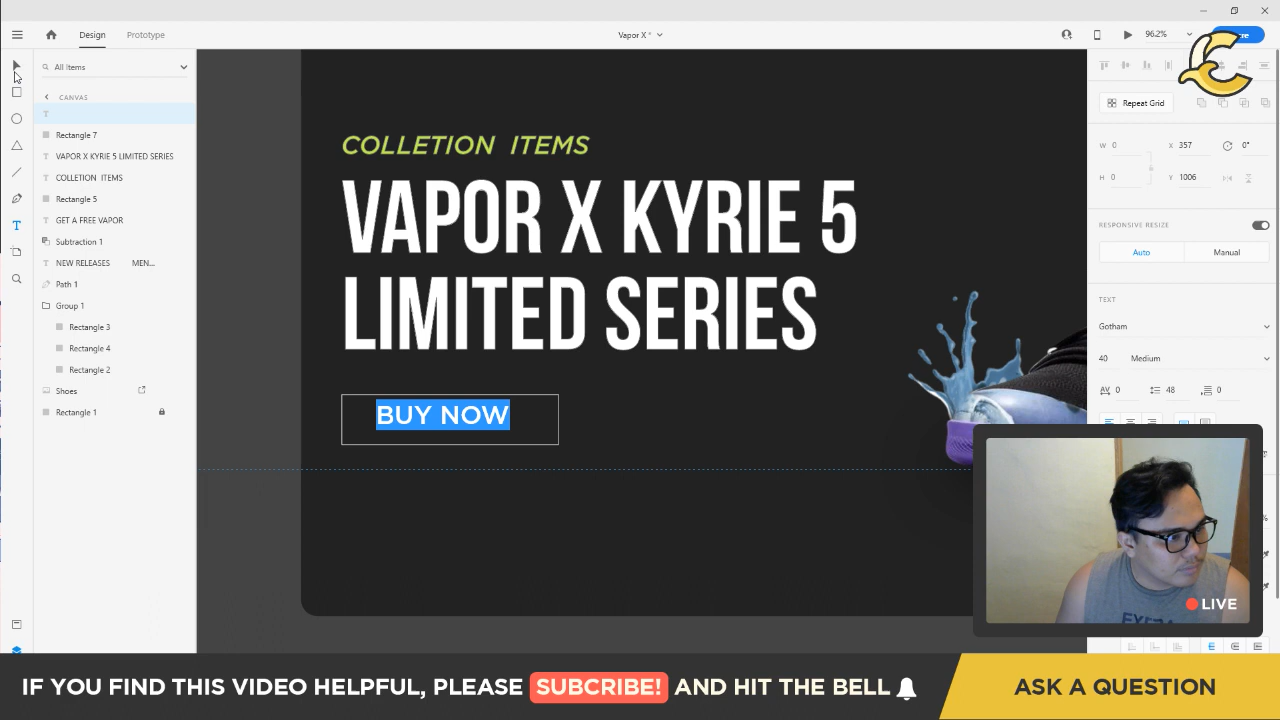 Design
Prototype
Vapor X *
96.2%
All Items
CANVAS
Rectangle 7
VAPOR X KYRIE 5 LIMITED SERIES
COLLETION ITEMS
Rectangle 5
GET A FREE VAPOR
Subtraction 1
NEW RELEASES MEN...
Path 1
Group 1
Rectangle 3
Rectangle 4
Rectangle 2
Shoes
Rectangle 1
COLLETION ITEMS
VAPOR X KYRIE 5
LIMITED SERIES
BUY NOW
Repeat Grid
W 0 X 357 0°
H 0 Y 1006
RESPONSIVE RESIZE
Auto Manual
TEXT
Gotham
40 Medium
AV 0 48 0
LIVE
IF YOU FIND THIS VIDEO HELPFUL, PLEASE SUBCRIBE! AND HIT THE BELL
ASK A QUESTION